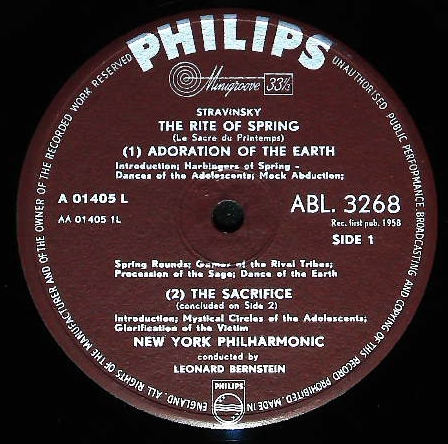 PHILIPS
Minigroove 33⅓
STRAVINSKY
THE RITE OF SPRING
(Le Sacre du Printemps)
(1) ADORATION OF THE EARTH
Introduction; Harbingers of Spring -
Dances of the Adolescents; Mock Abduction;
A 01405 L
AA 01405 1L
ABL. 3268
Rec. first pub. 1958
SIDE 1
Spring Rounds; Games of the Rival Tribes;
Procession of the Sage; Dance of the Earth
(2) THE SACRIFICE
(concluded on Side 2)
Introduction; Mystical Circles of the Adolescents;
Glorification of the Victim
NEW YORK PHILHARMONIC
conducted by
LEONARD BERNSTEIN
PHILIPS
ALL RIGHTS OF THE MANUFACTURER AND OF THE OWNER OF THE RECORDED WORK RESERVED
UNAUTHORISED PUBLIC PERFORMANCE, BROADCASTING AND COPYING OF THIS RECORD PROHIBITED. MADE IN ENGLAND.